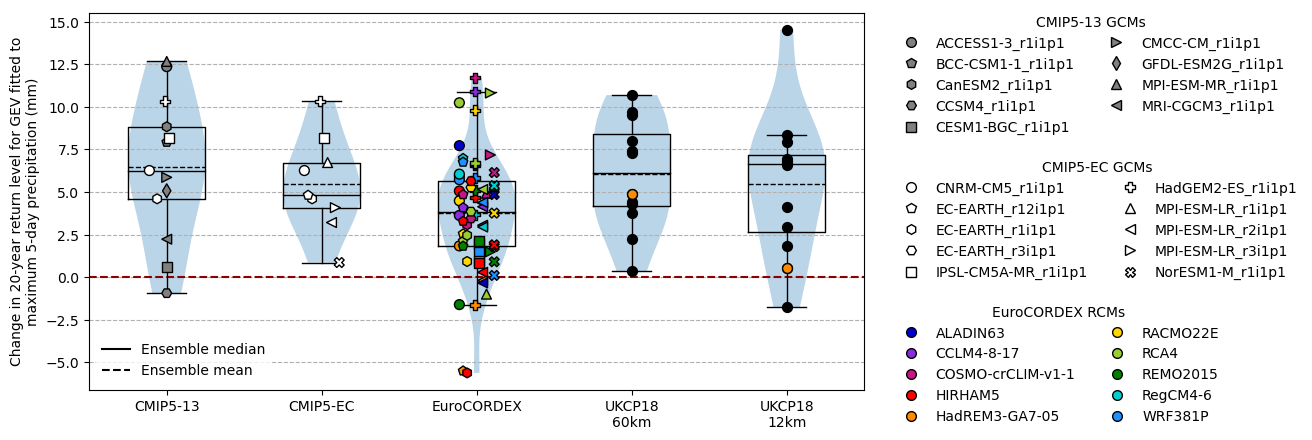 Change in 20-year return level for GEV fitted to
maximum 5-day precipitation (mm)
15.0
12.5
10.0
7.5
5.0
2.5
0.0
−2.5
−5.0
Ensemble median
Ensemble mean
CMIP5-13
CMIP5-EC
EuroCORDEX
UKCP18
60km
UKCP18
12km
CMIP5-13 GCMs
ACCESS1-3_r1i1p1
BCC-CSM1-1_r1i1p1
CanESM2_r1i1p1
CCSM4_r1i1p1
CESM1-BGC_r1i1p1
CMCC-CM_r1i1p1
GFDL-ESM2G_r1i1p1
MPI-ESM-MR_r1i1p1
MRI-CGCM3_r1i1p1
CMIP5-EC GCMs
CNRM-CM5_r1i1p1
EC-EARTH_r12i1p1
EC-EARTH_r1i1p1
EC-EARTH_r3i1p1
IPSL-CM5A-MR_r1i1p1
HadGEM2-ES_r1i1p1
MPI-ESM-LR_r1i1p1
MPI-ESM-LR_r2i1p1
MPI-ESM-LR_r3i1p1
NorESM1-M_r1i1p1
EuroCORDEX RCMs
ALADIN63
CCLM4-8-17
COSMO-crCLIM-v1-1
HIRHAM5
HadREM3-GA7-05
RACMO22E
RCA4
REMO2015
RegCM4-6
WRF381P